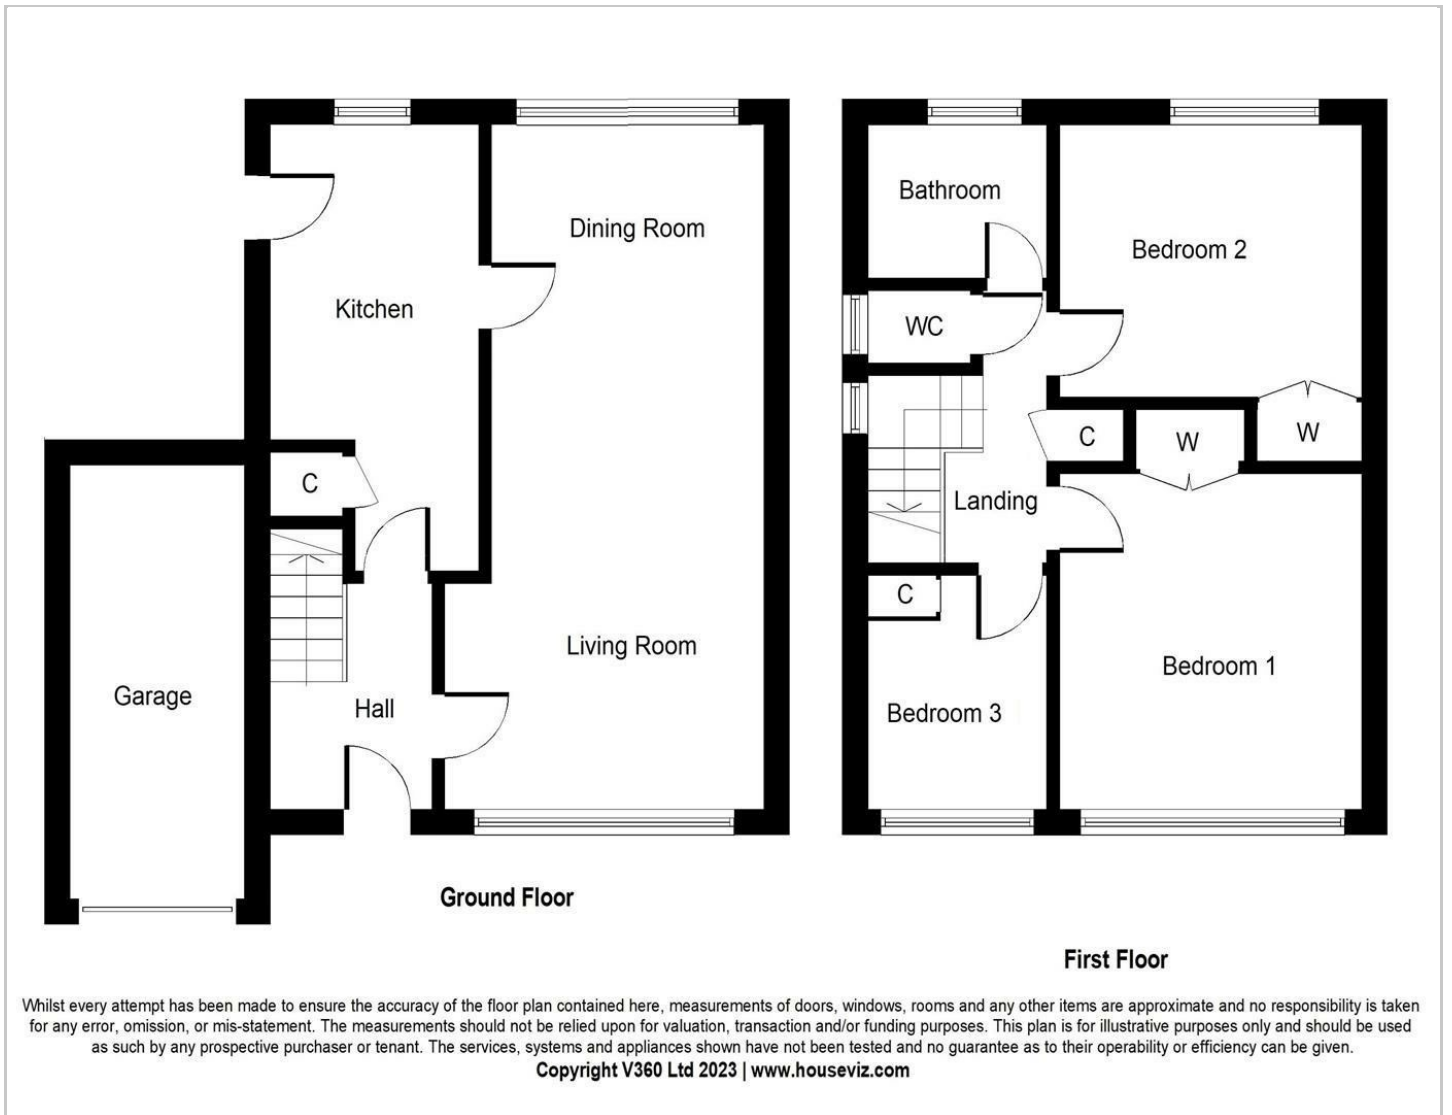 Bathroom
Dining Room
Bedroom 2
Kitchen
WC
C
W
W
C
Landing
C
Living Room
Bedroom 1
Garage
Hall
Bedroom 3
Ground Floor
First Floor
Whilst every attempt has been made to ensure the accuracy of the floor plan contained here, measurements of doors, windows, rooms and any other items are approximate and no responsibility is taken
for any error, omission, or mis-statement. The measurements should not be relied upon for valuation, transaction and/or funding purposes. This plan is for illustrative purposes only and should be used
as such by any prospective purchaser or tenant. The services, systems and appliances shown have not been tested and no guarantee as to their operability or efficiency can be given.
Copyright V360 Ltd 2023 | www.houseviz.com